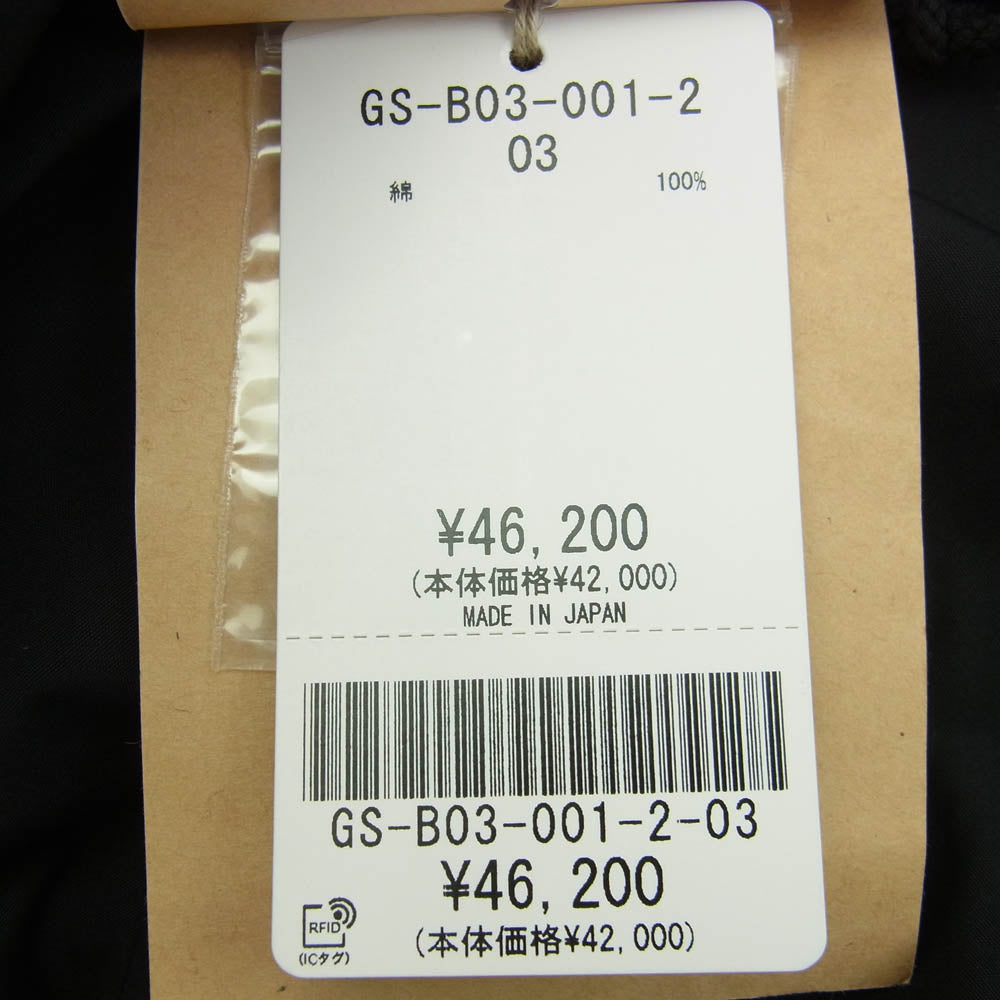 GS-B03-001-2
03
綿 100%
¥46,200
(本体価格¥42,000)
MADE IN JAPAN
GS-B03-001-2-03
¥46,200
RFID
(ICタグ)
(本体価格¥42,000)